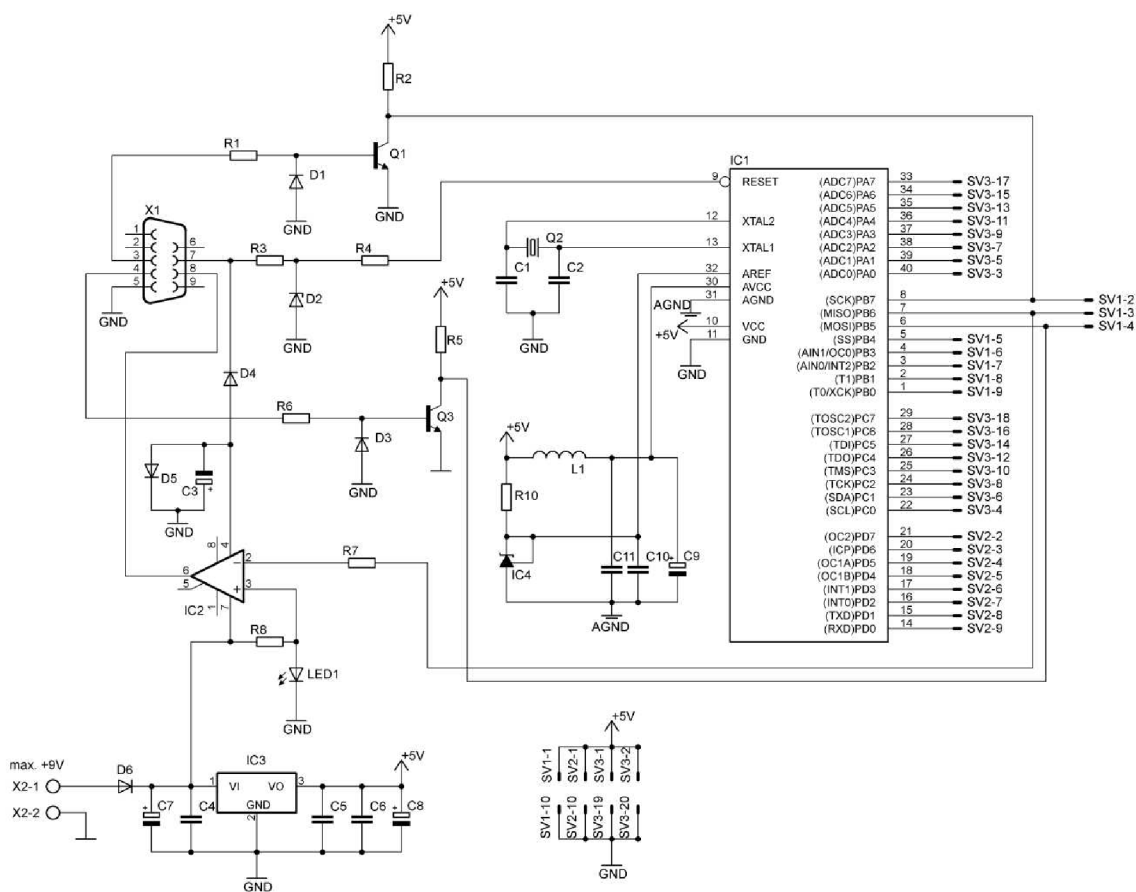 +5V
R2
R1
Q1
D1
GND
GND
X1
1
2
3
4
5
6
7
8
9
GND
R3
R4
D2
GND
+5V
R5
D4
R6
Q3
D3
GND
D5
C3
+
GND
8
4
6
5
2
3
-
+
IC2
1
7
R7
R8
LED1
GND
max. +9V
X2-1
X2-2
D6
IC3
1 VI VO 3
GND
2
+
C7
C4
C5
C6
+
C8
+5V
GND
IC1
9 RESET
12 XTAL2
13 XTAL1
32 AREF
30 AVCC
31 AGND
10 VCC
11 GND
Q2
C1
C2
GND
AGND
+5V
GND
+5V
L1
R10
IC4
C11
C10
+
C9
AGND
(ADC7)PA7 33 SV3-17
(ADC6)PA6 34 SV3-15
(ADC5)PA5 35 SV3-13
(ADC4)PA4 36 SV3-11
(ADC3)PA3 37 SV3-9
(ADC2)PA2 38 SV3-7
(ADC1)PA1 39 SV3-5
(ADC0)PA0 40 SV3-3
(SCK)PB7 8 SV1-2
(MISO)PB6 7 SV1-3
(MOSI)PB5 6 SV1-4
(SS)PB4 5 SV1-5
(AIN1/OC0)PB3 4 SV1-6
(AIN0/INT2)PB2 3 SV1-7
(T1)PB1 2 SV1-8
(T0/XCK)PB0 1 SV1-9
(TOSC2)PC7 29 SV3-18
(TOSC1)PC6 28 SV3-16
(TDI)PC5 27 SV3-14
(TDO)PC4 26 SV3-12
(TMS)PC3 25 SV3-10
(TCK)PC2 24 SV3-8
(SDA)PC1 23 SV3-6
(SCL)PC0 22 SV3-4
(OC2)PD7 21 SV2-2
(ICP)PD6 20 SV2-3
(OC1A)PD5 19 SV2-4
(OC1B)PD4 18 SV2-5
(INT1)PD3 17 SV2-6
(INT0)PD2 16 SV2-7
(TXD)PD1 15 SV2-8
(RXD)PD0 14 SV2-9
+5V
SV1-1
SV2-1
SV3-1
SV3-2
SV1-10
SV2-10
SV3-19
SV3-20
GND